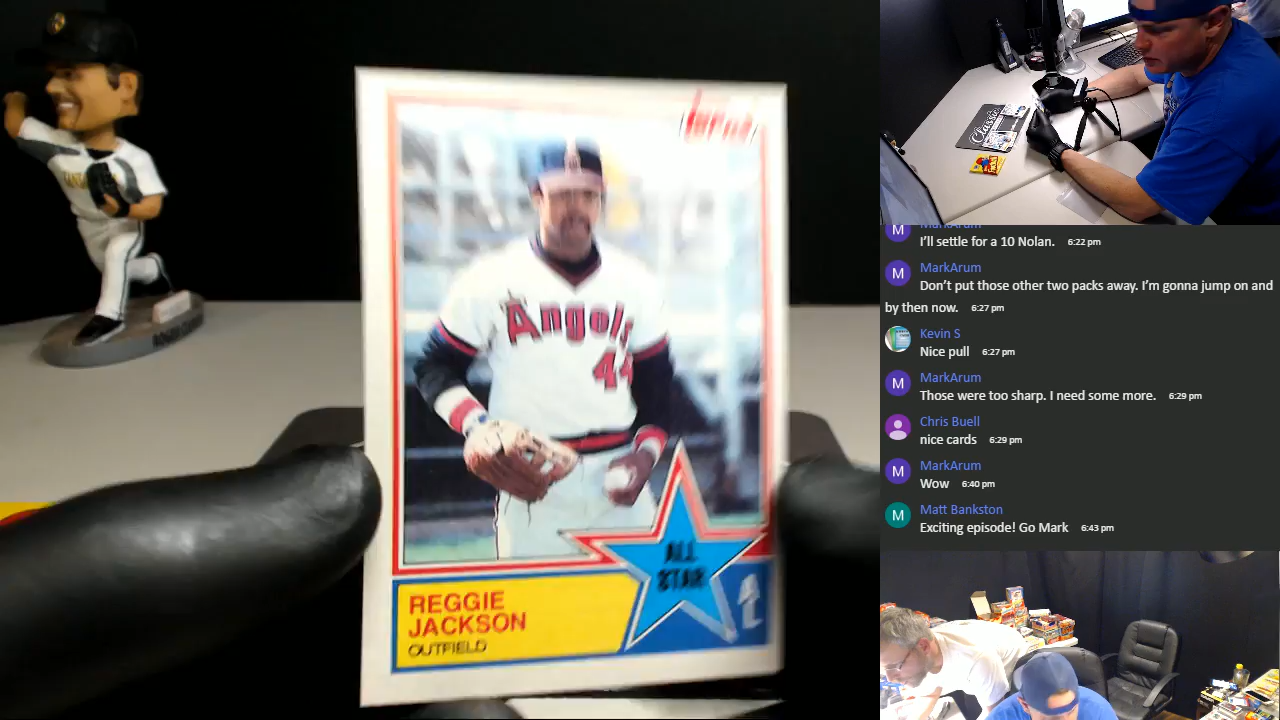 Topps
Angels
44
ALL
STAR
REGGIE
JACKSON
OUTFIELD
Classic
MarkArum
I'll settle for a 10 Nolan. 6:22 pm
MarkArum
Don't put those other two packs away. I'm gonna jump on and
by then now. 6:27 pm
Kevin S
Nice pull 6:27 pm
MarkArum
Those were too sharp. I need some more. 6:29 pm
Chris Buell
nice cards 6:29 pm
MarkArum
Wow 6:40 pm
Matt Bankston
Exciting episode! Go Mark 6:43 pm
M
M
M
M
M